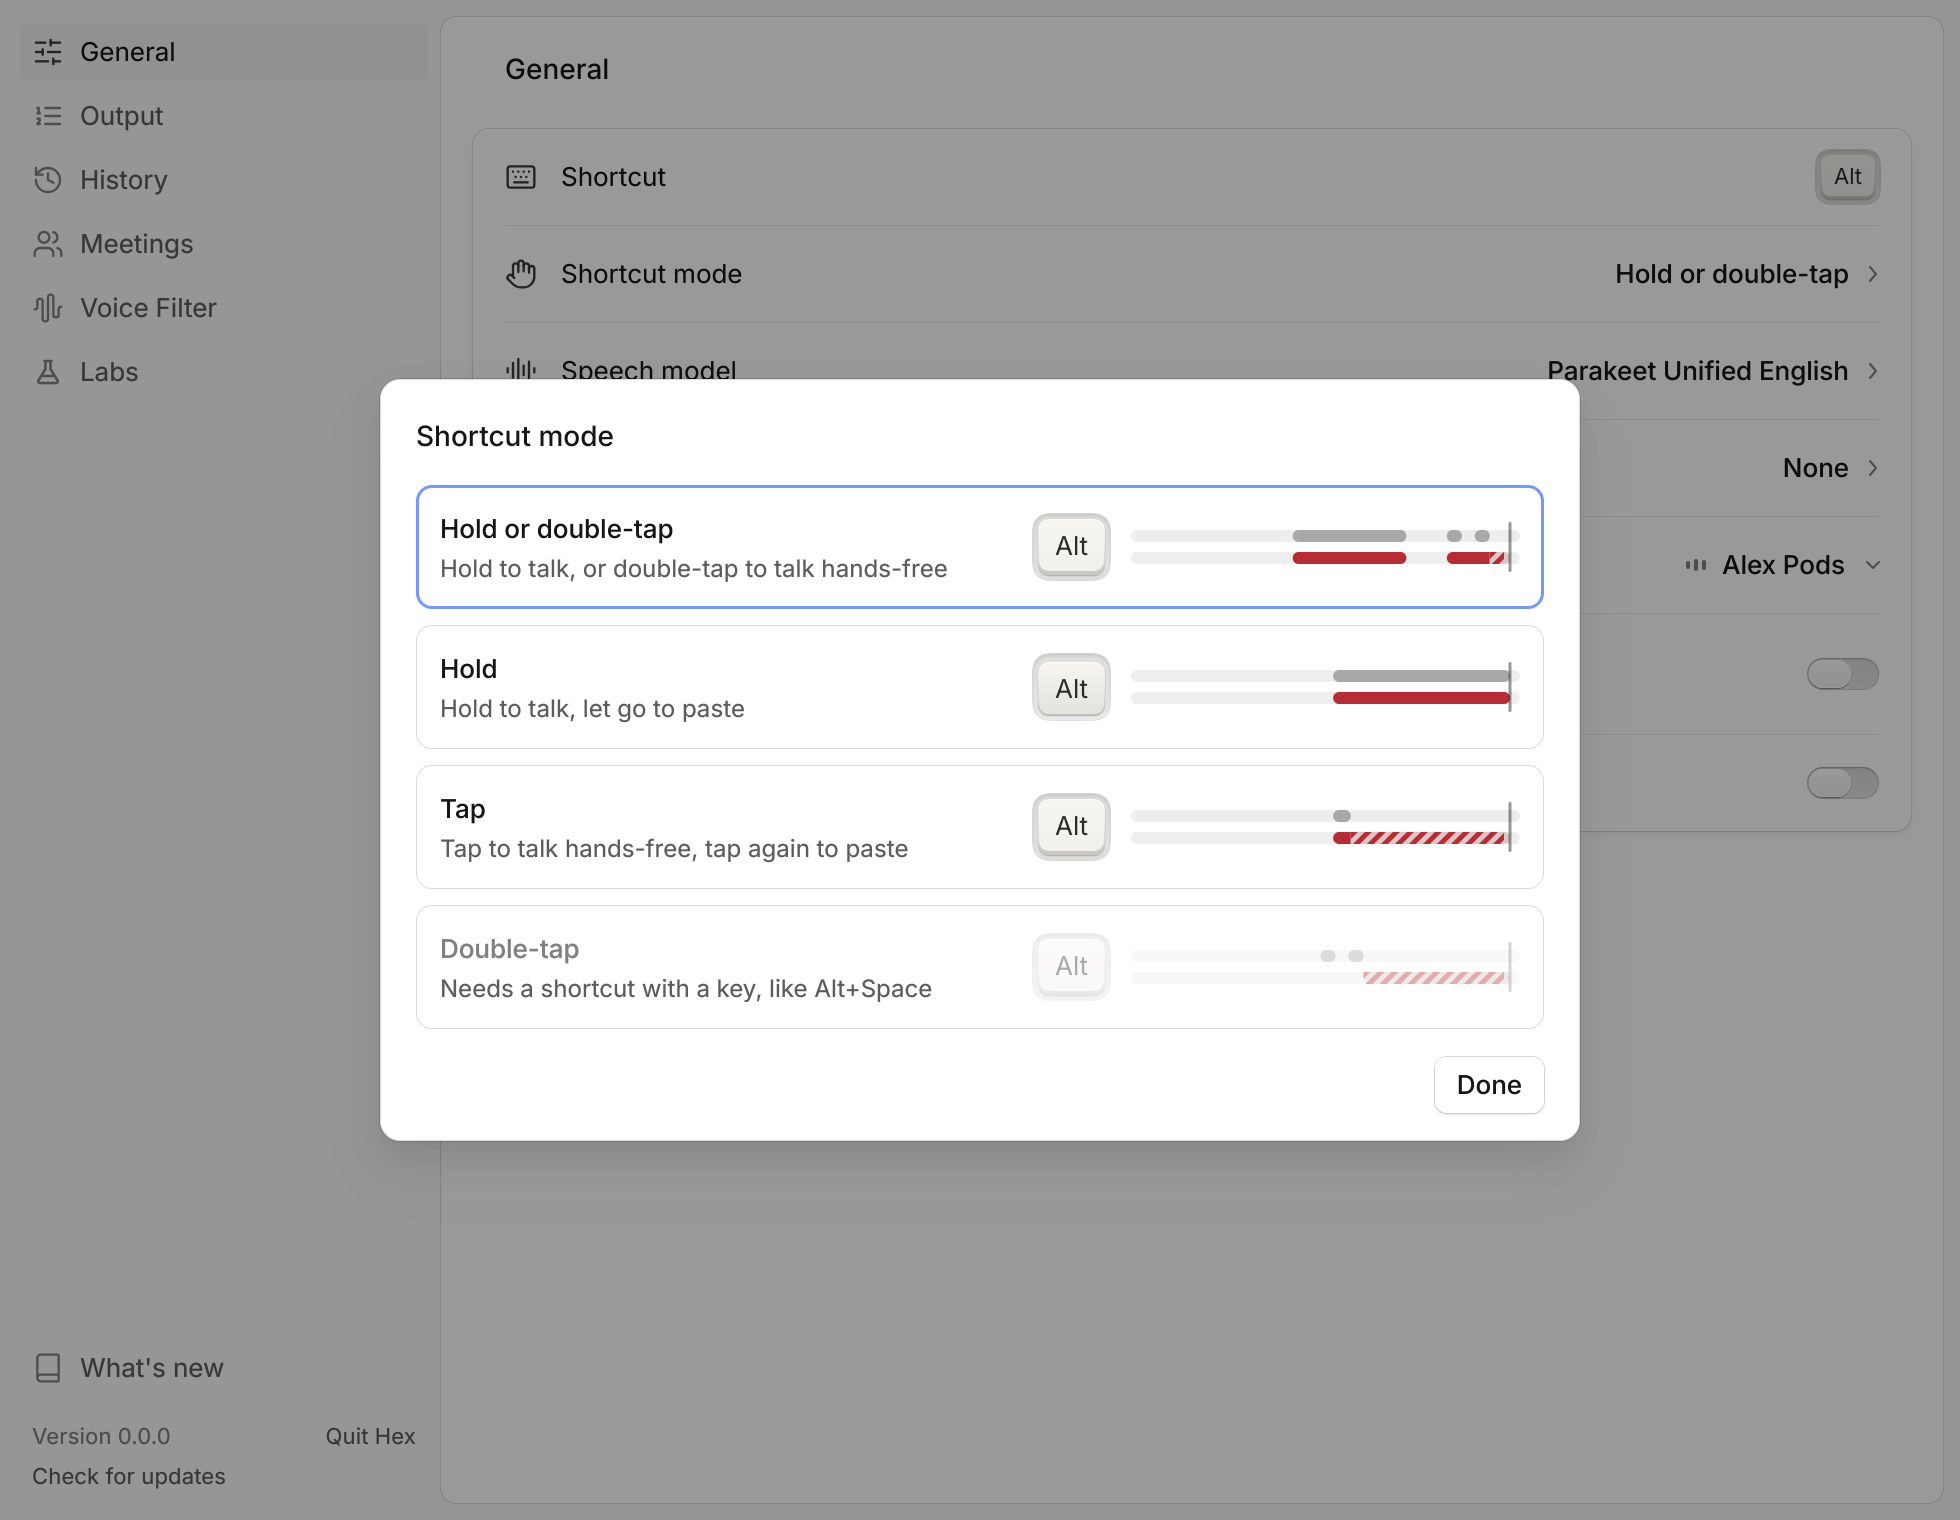 General
Output
History
Meetings
Voice Filter
Labs
What's new
Version 0.0.0
Quit Hex
Check for updates
General
Shortcut
Alt
Shortcut mode
Hold or double-tap
Speech model
Parakeet Unified English
None
Alex Pods
Shortcut mode
Hold or double-tap
Hold to talk, or double-tap to talk hands-free
Alt
Hold
Hold to talk, let go to paste
Alt
Tap
Tap to talk hands-free, tap again to paste
Alt
Double-tap
Needs a shortcut with a key, like Alt+Space
Alt
Done